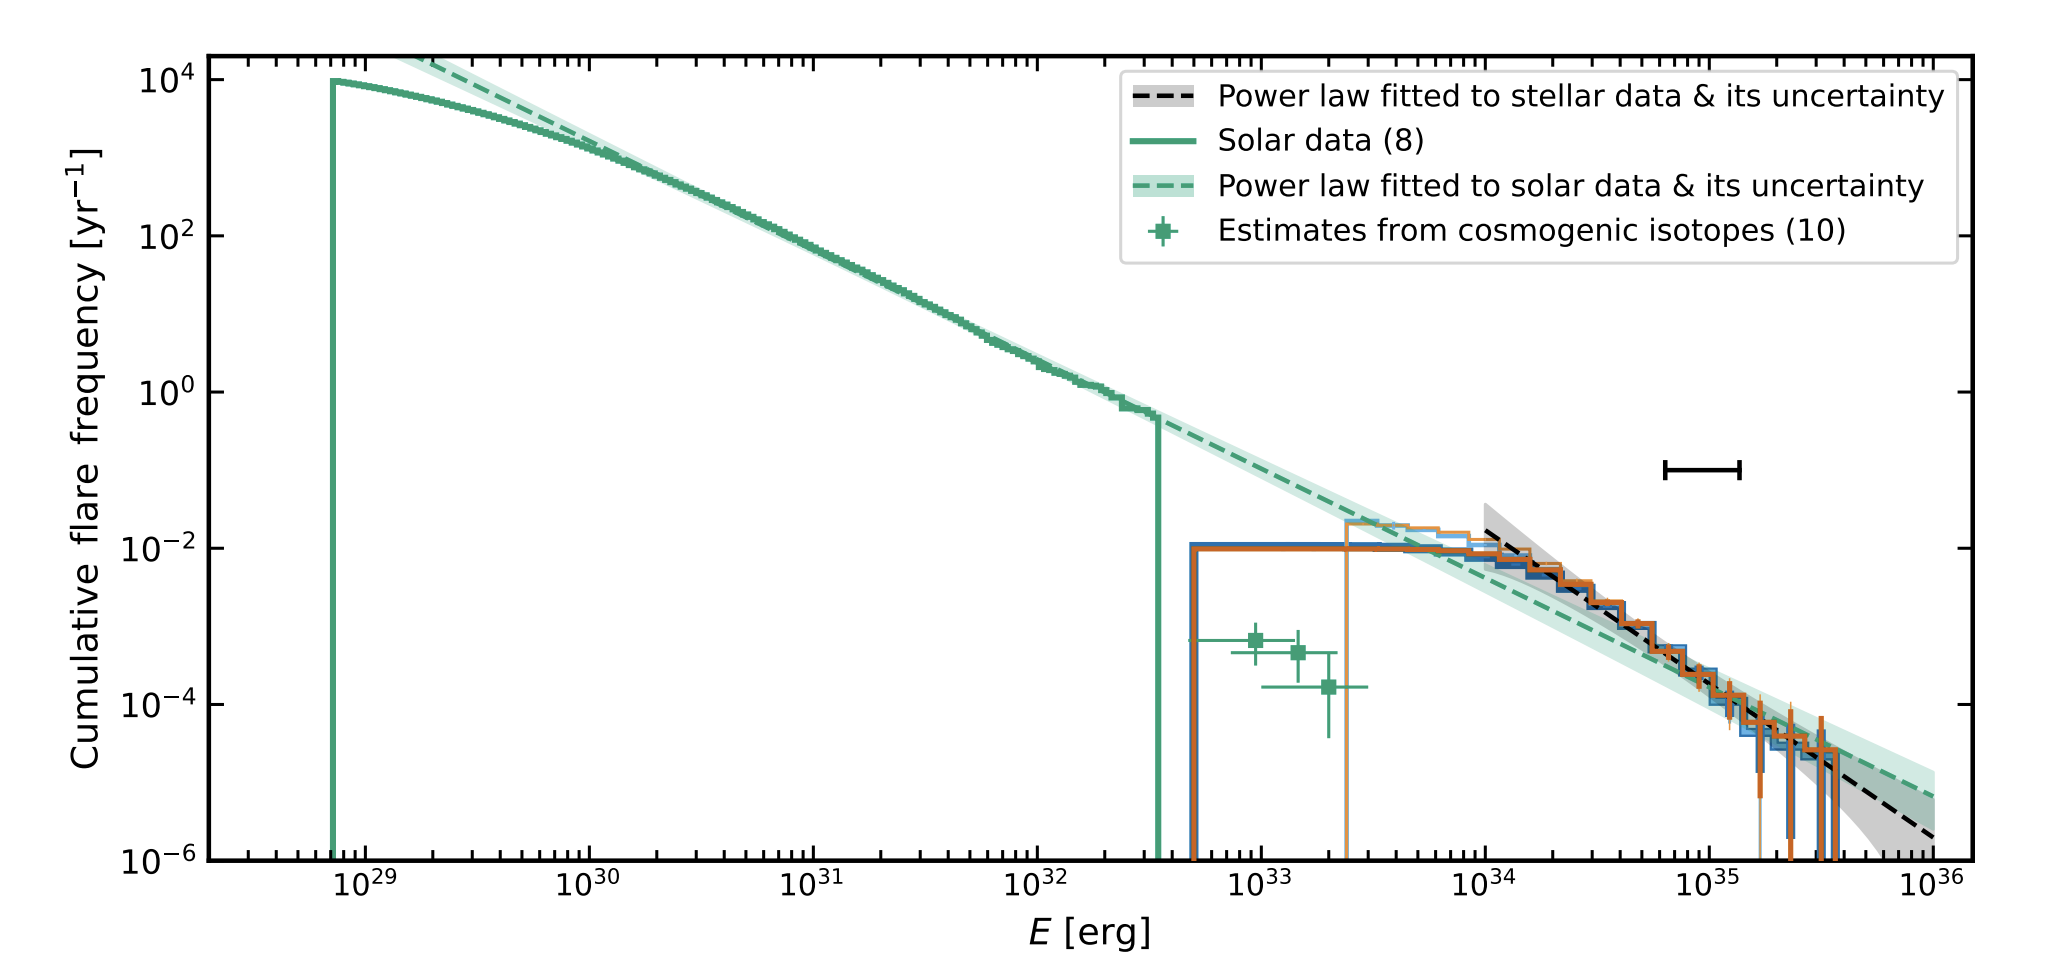 Power law fitted to stellar data & its uncertainty
Solar data (8)
Power law fitted to solar data & its uncertainty
Estimates from cosmogenic isotopes (10)
Cumulative flare frequency [yr⁻¹]
10⁴
10²
10⁰
10⁻²
10⁻⁴
10⁻⁶
10²⁹ 10³⁰ 10³¹ 10³² 10³³ 10³⁴ 10³⁵ 10³⁶
E [erg]